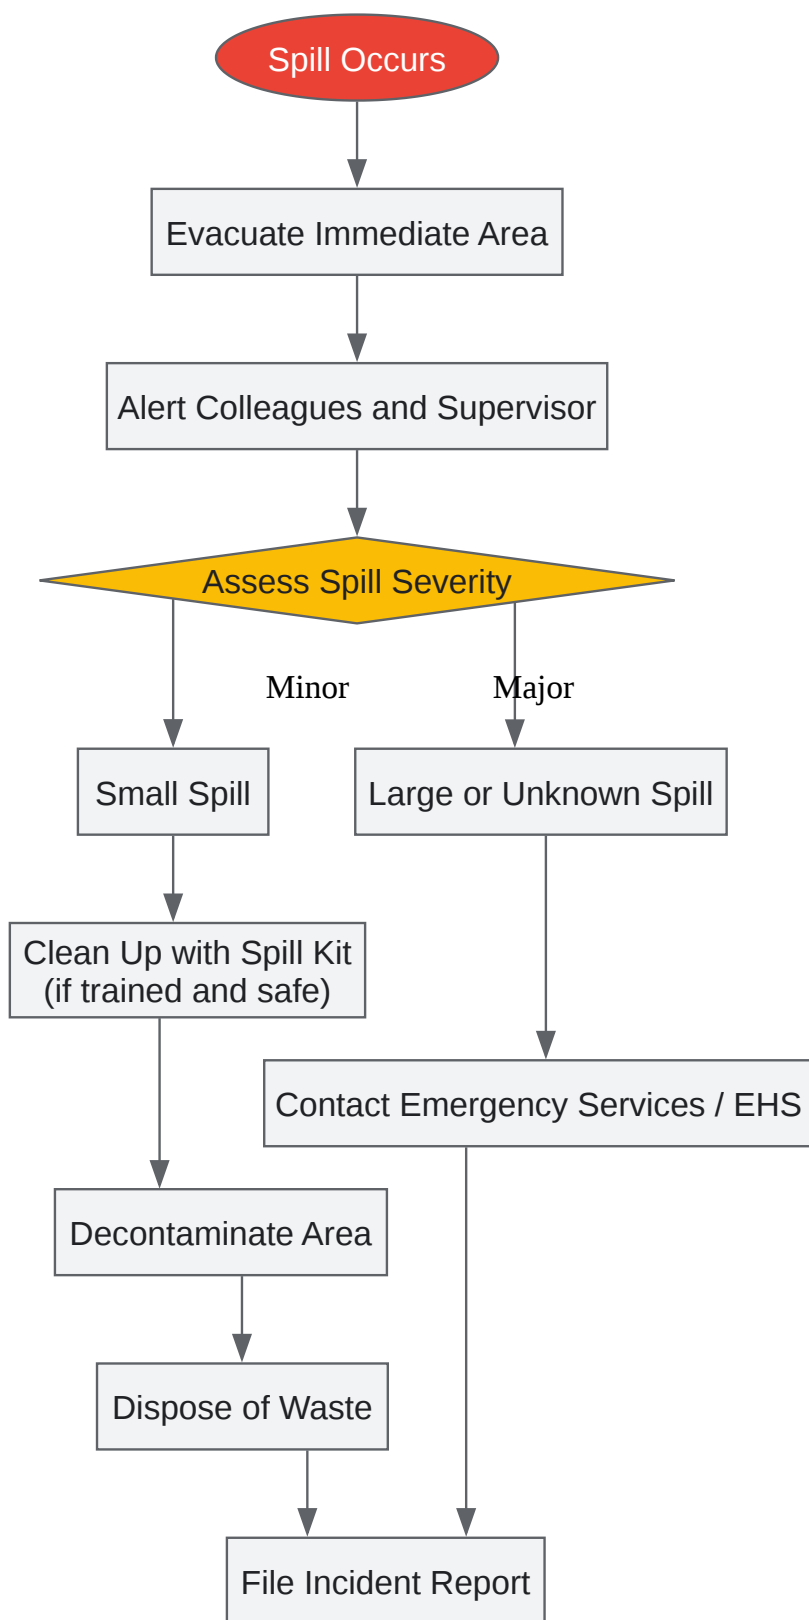 Spill Occurs
Evacuate Immediate Area
Alert Colleagues and Supervisor
Assess Spill Severity
Minor
Major
Small Spill
Large or Unknown Spill
Clean Up with Spill Kit
(if trained and safe)
Contact Emergency Services / EHS
Decontaminate Area
Dispose of Waste
File Incident Report